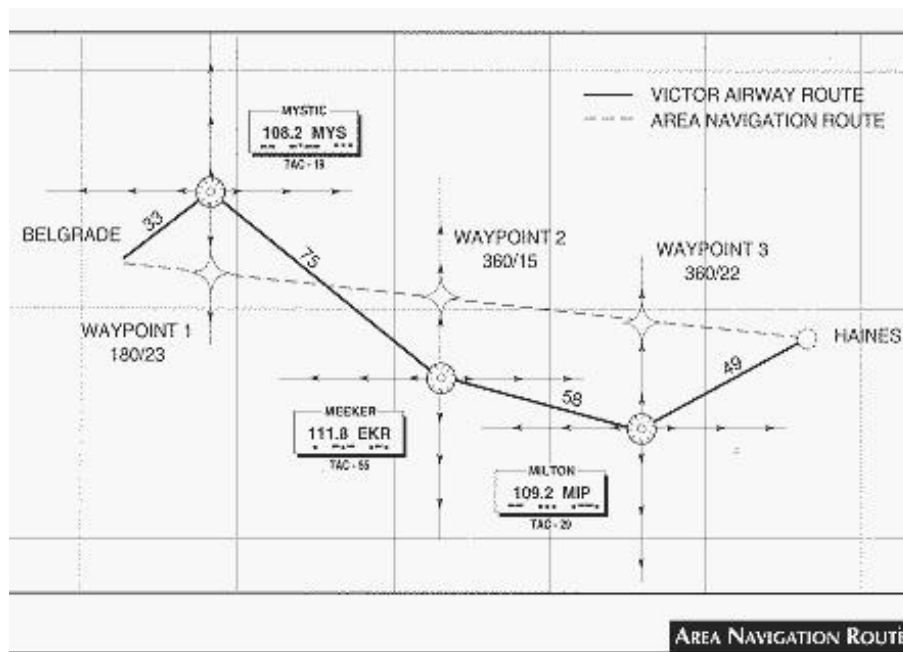 MYSTIC
108.2 MYS
TAC - 19
VICTOR AIRWAY ROUTE
AREA NAVIGATION ROUTE
33
BELGRADE
75
WAYPOINT 2
360/15
WAYPOINT 3
360/22
WAYPOINT 1
180/23
HAINES
49
58
MEEKER
111.8 EKR
TAC - 55
MILTON
109.2 MIP
TAC - 29
AREA NAVIGATION ROUTE